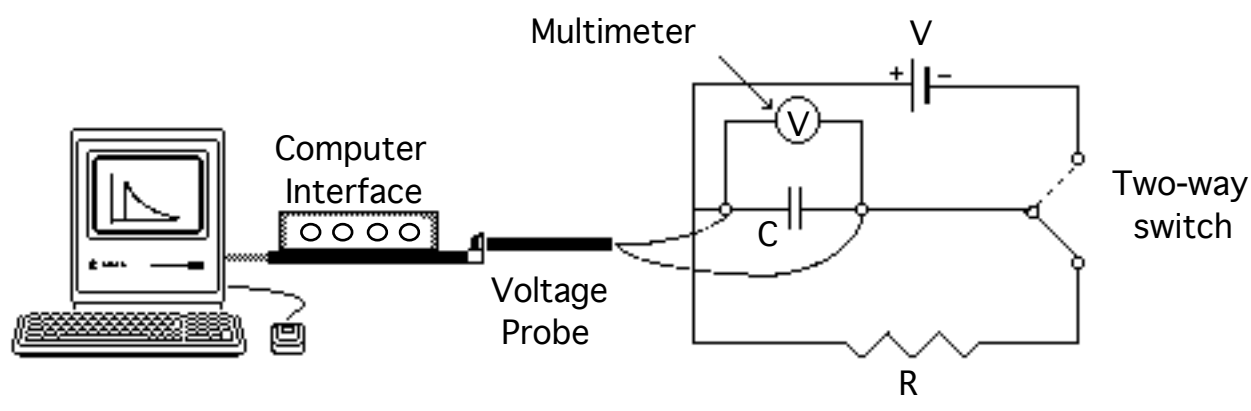 Multimeter
V
+
−
V
Computer
Interface
Two-way
switch
C
Voltage
Probe
R